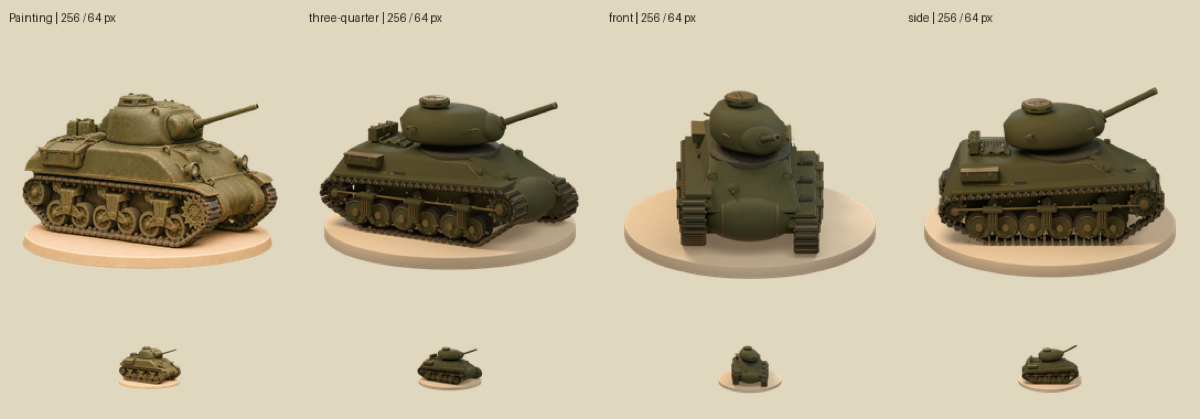 Painting | 256 / 64 px
three-quarter | 256 / 64 px
front | 256 / 64 px
side | 256 / 64 px